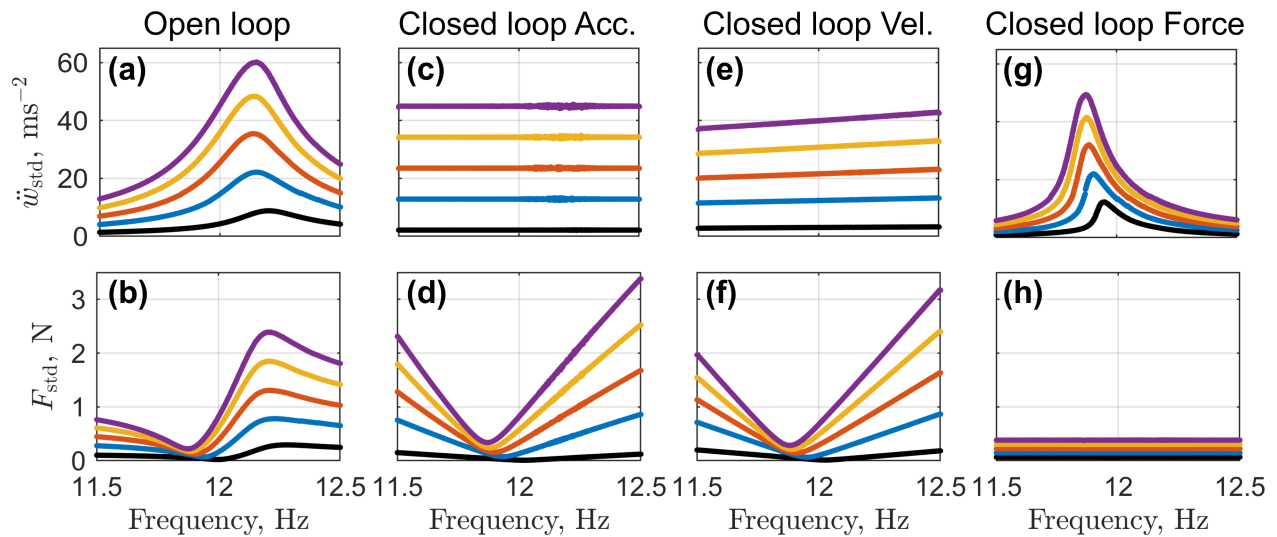 Open loop Closed loop Acc. Closed loop Vel. Closed loop Force
(a) (c) (e) (g)
ẅ_std, ms⁻²
60
40
20
0
(b) (d) (f) (h)
F_std, N
3
2
1
0
11.5 12 12.5 11.5 12 12.5 11.5 12 12.5 11.5 12 12.5
Frequency, Hz Frequency, Hz Frequency, Hz Frequency, Hz